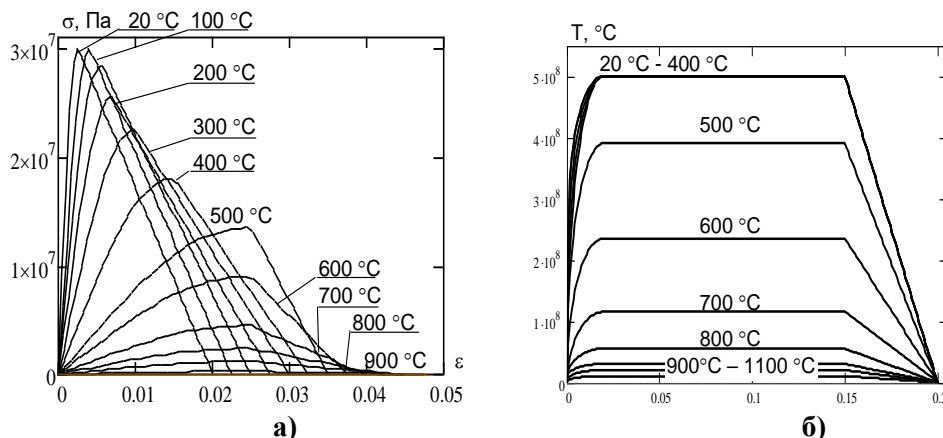 σ, Па
20 °C
100 °C
3×10⁷
200 °C
300 °C
2×10⁷
400 °C
500 °C
1×10⁷
600 °C
700 °C
800 °C
900 °C
ε
0
0 0.01 0.02 0.03 0.04 0.05
а)
T, °C
20 °C - 400 °C
5·10⁸
500 °C
4·10⁸
3·10⁸
600 °C
2·10⁸
700 °C
1·10⁸
800 °C
900°C – 1100 °C
0
0 0.05 0.1 0.15 0.2
б)